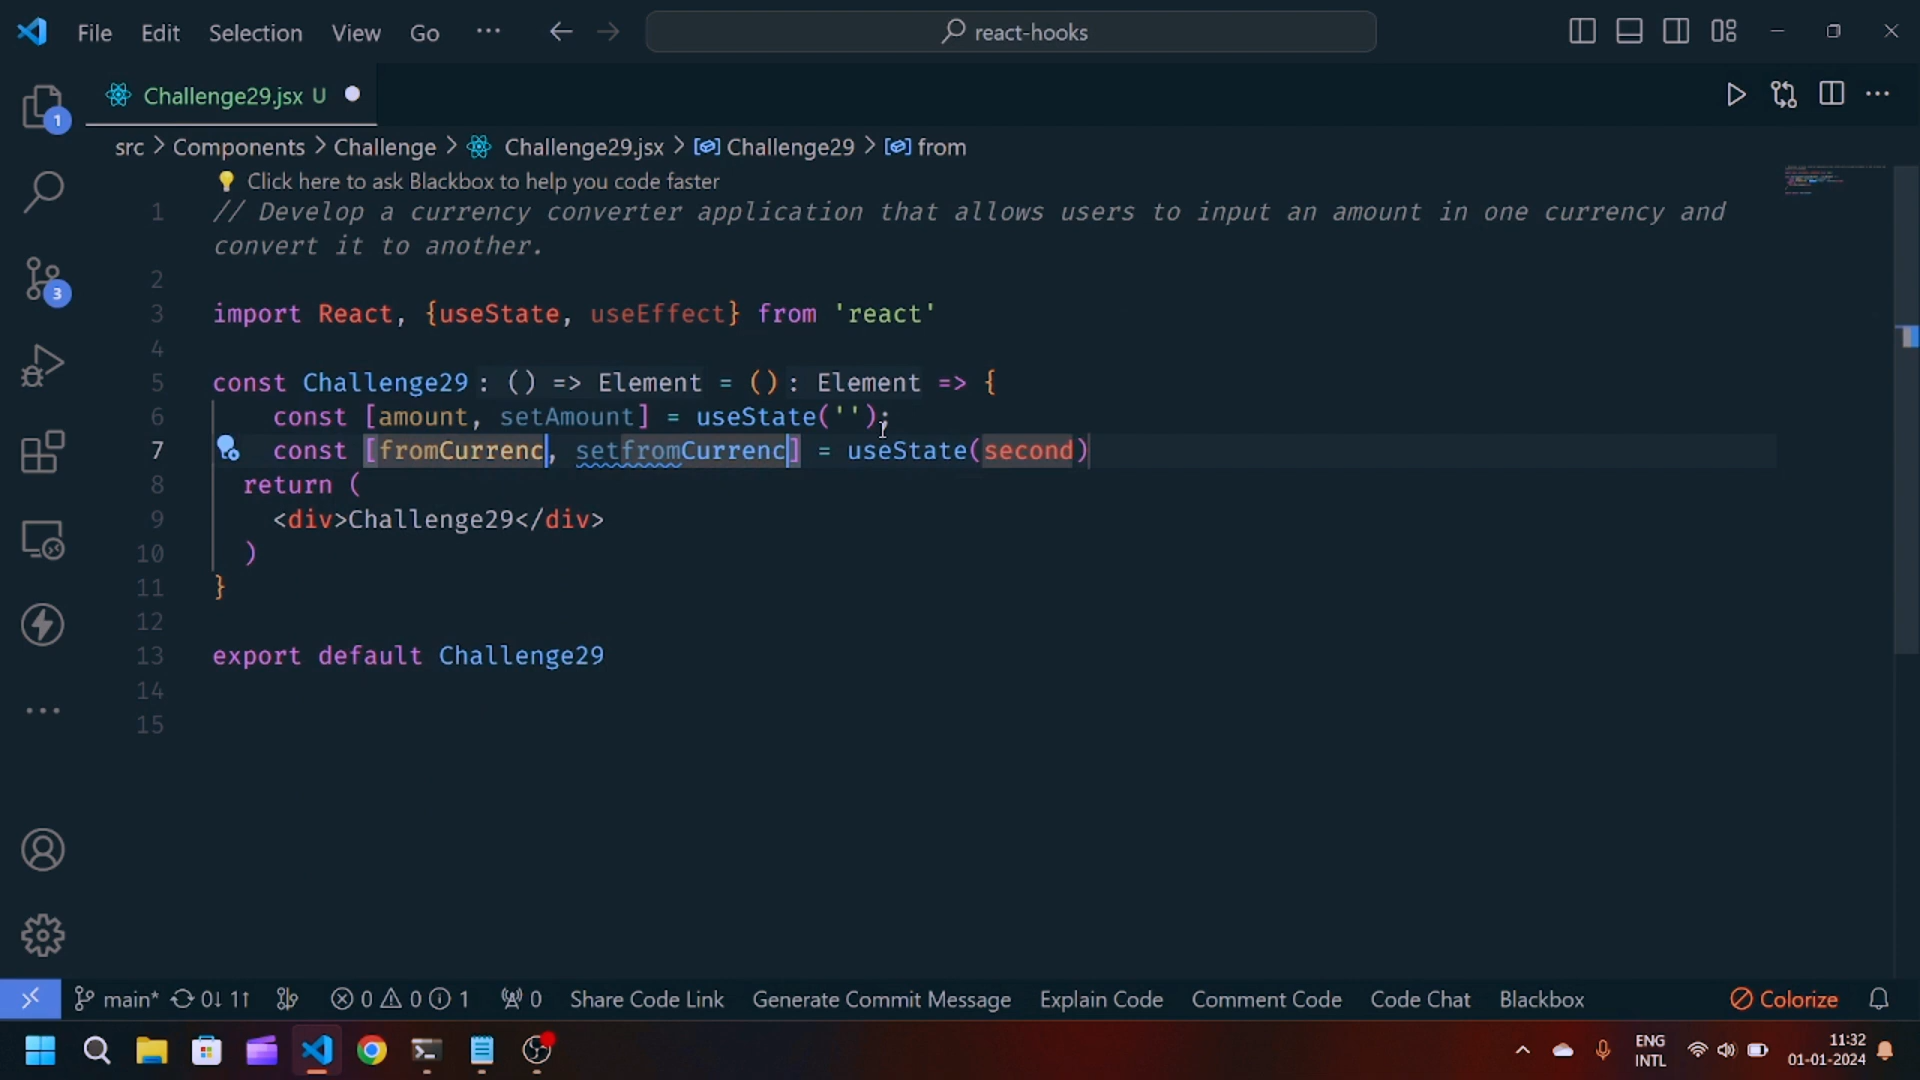 File Edit Selection View Go ··· react-hooks
Challenge29.jsx U
1
src > Components > Challenge > Challenge29.jsx > Challenge29 > from
Click here to ask Blackbox to help you code faster
1 // Develop a currency converter application that allows users to input an amount in one currency and
convert it to another.
2
3 import React, {useState, useEffect} from 'react'
4
5 const Challenge29: () => Element = (): Element => {
6 const [amount, setAmount] = useState('');
7 const [fromCurrenc, setfromCurrenc] = useState(second)
8 return (
9 <div>Challenge29</div>
10 )
11 }
12
13 export default Challenge29
14
15
3
main* 0↓ 1↑ 0 0 1 0 Share Code Link Generate Commit Message Explain Code Comment Code Code Chat Blackbox Colorize
ENG
INTL
11:32
01-01-2024